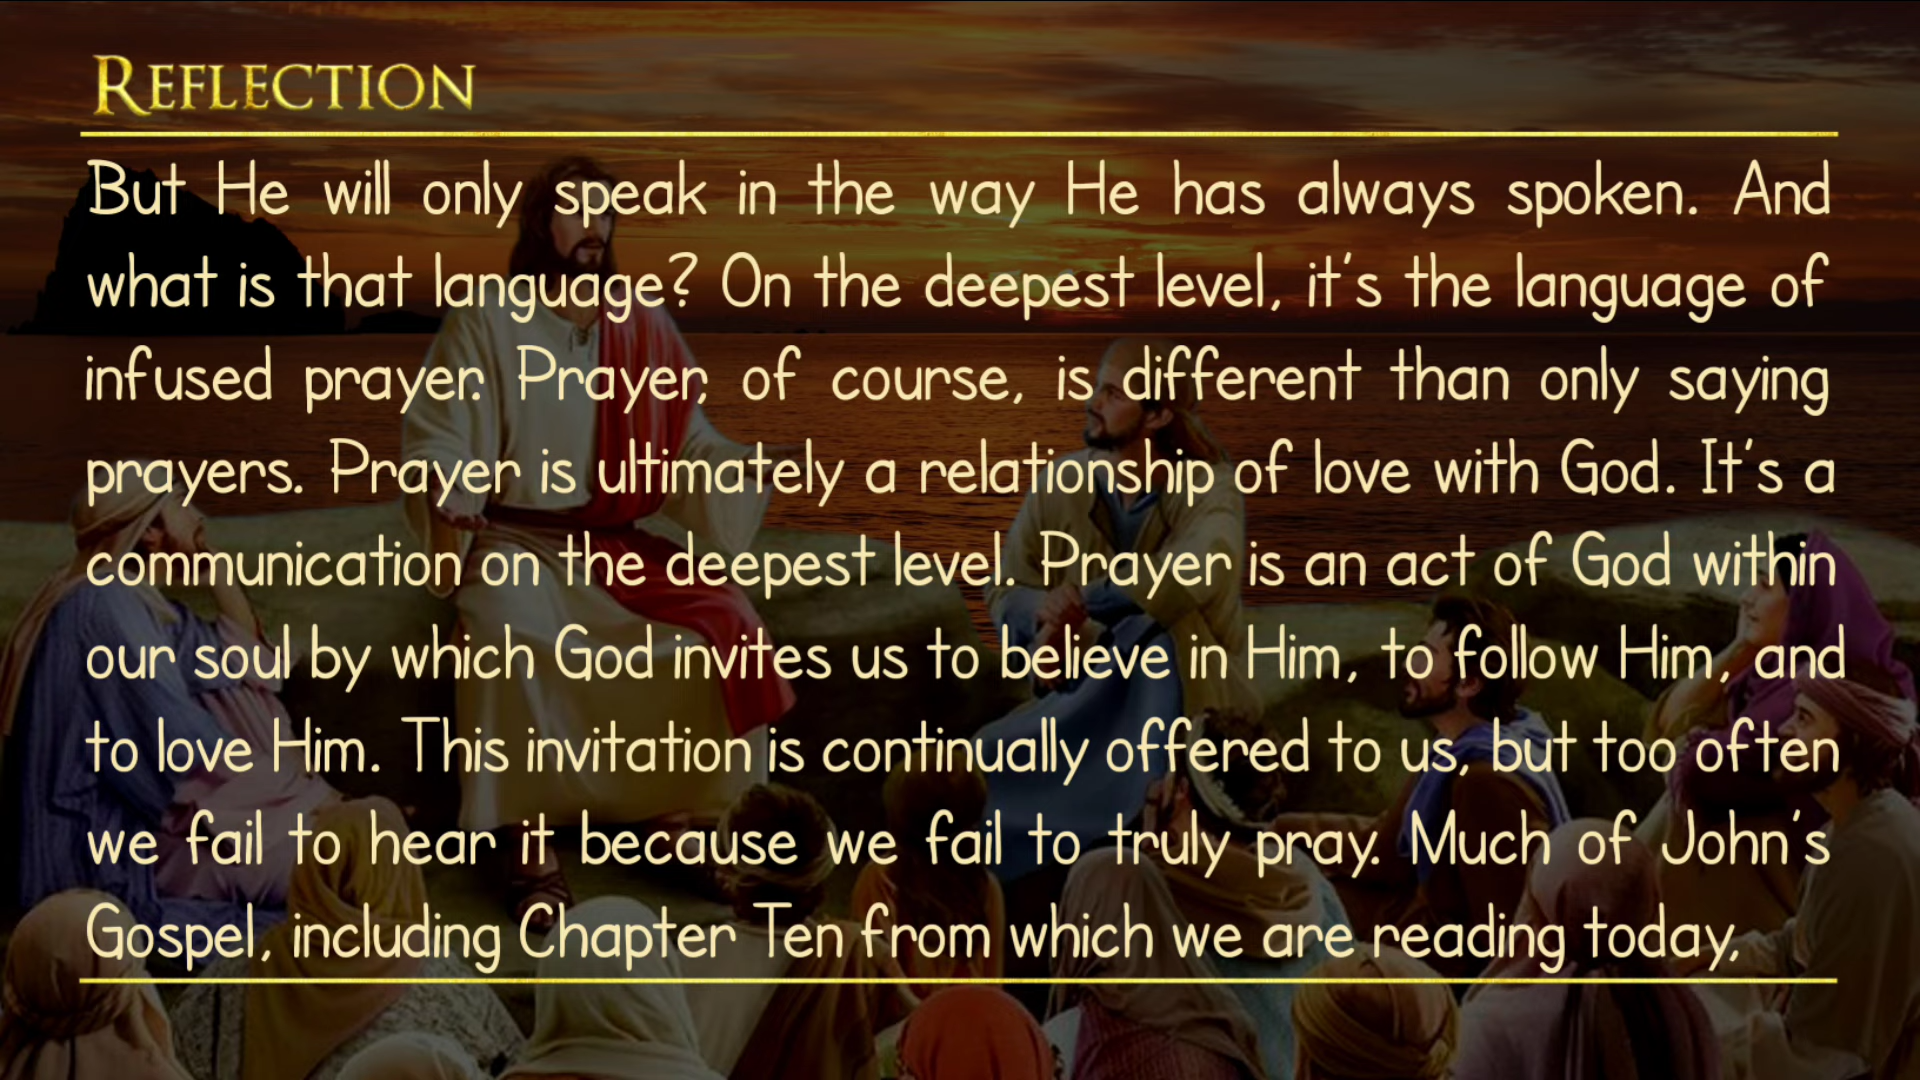 REFLECTION
But He will only speak in the way He has always spoken. And
what is that language? On the deepest level, it's the language of
infused prayer. Prayer, of course, is different than only saying
prayers. Prayer is ultimately a relationship of love with God. It's a
communication on the deepest level. Prayer is an act of God within
our soul by which God invites us to believe in Him, to follow Him, and
to love Him. This invitation is continually offered to us, but too often
we fail to hear it because we fail to truly pray. Much of John's
Gospel, including Chapter Ten from which we are reading today,